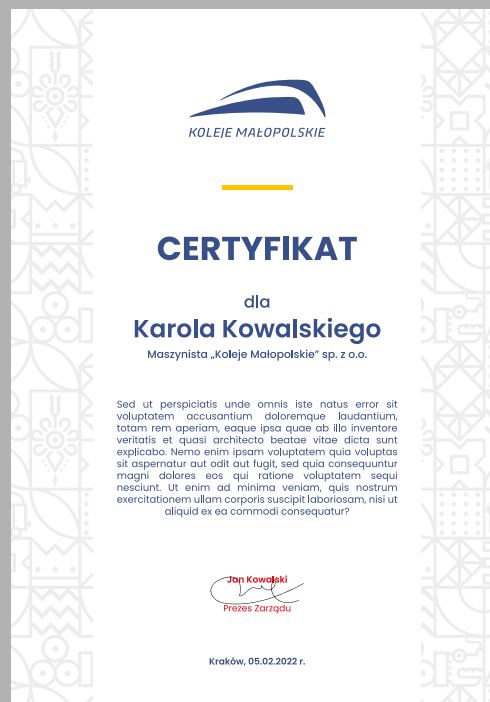 KOLEJE MAŁOPOLSKIE
CERTYFIKAT
dla
Karola Kowalskiego
Maszynista „Koleje Małopolskie” sp. z o.o.
Sed ut perspiciatis unde omnis iste natus error sit
voluptatem accusantium doloremque laudantium,
totam rem aperiam, eaque ipsa quae ab illo inventore
veritatis et quasi architecto beatae vitae dicta sunt
explicabo. Nemo enim ipsam voluptatem quia voluptas
sit aspernatur aut odit aut fugit, sed quia consequuntur
magni dolores eos qui ratione voluptatem sequi
nesciunt. Ut enim ad minima veniam, quis nostrum
exercitationem ullam corporis suscipit laboriosam, nisi ut
aliquid ex ea commodi consequatur?
Jan Kowalski
Prezes Zarządu
Kraków, 05.02.2022 r.